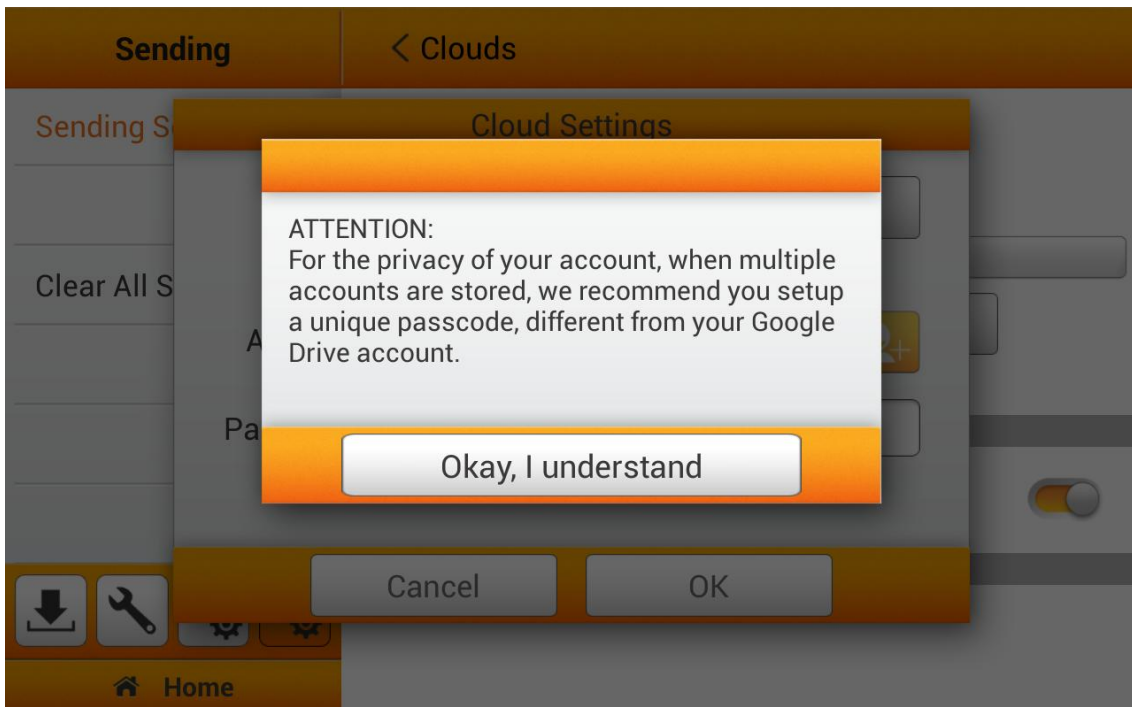 Sending
< Clouds
Sending S
Cloud Settings
ATTENTION:
For the privacy of your account, when multiple
accounts are stored, we recommend you setup
a unique passcode, different from your Google
Drive account.
Clear All S
A
Pa
Okay, I understand
Cancel
OK
Home